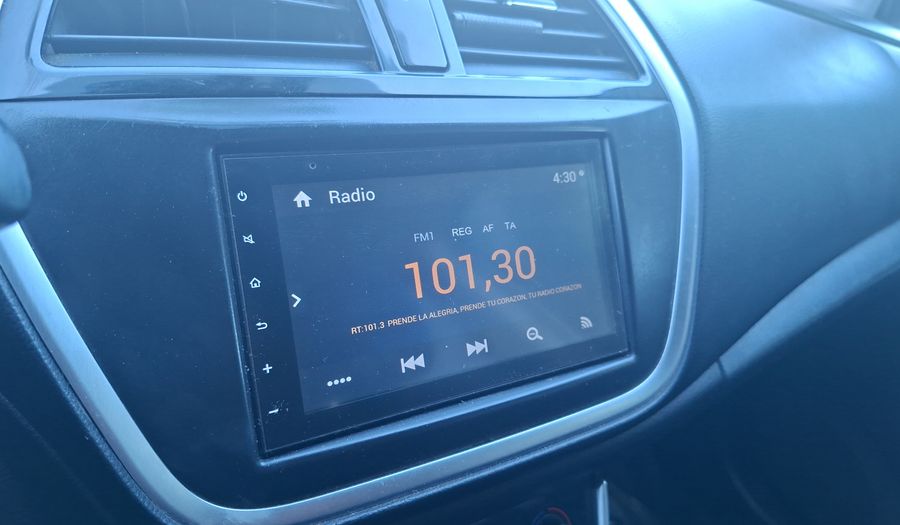 Radio
4:30
FM1 REG AF TA
101,30
RT:101.3 PRENDE LA ALEGRIA, PRENDE TU CORAZON, TU RADIO CORAZON